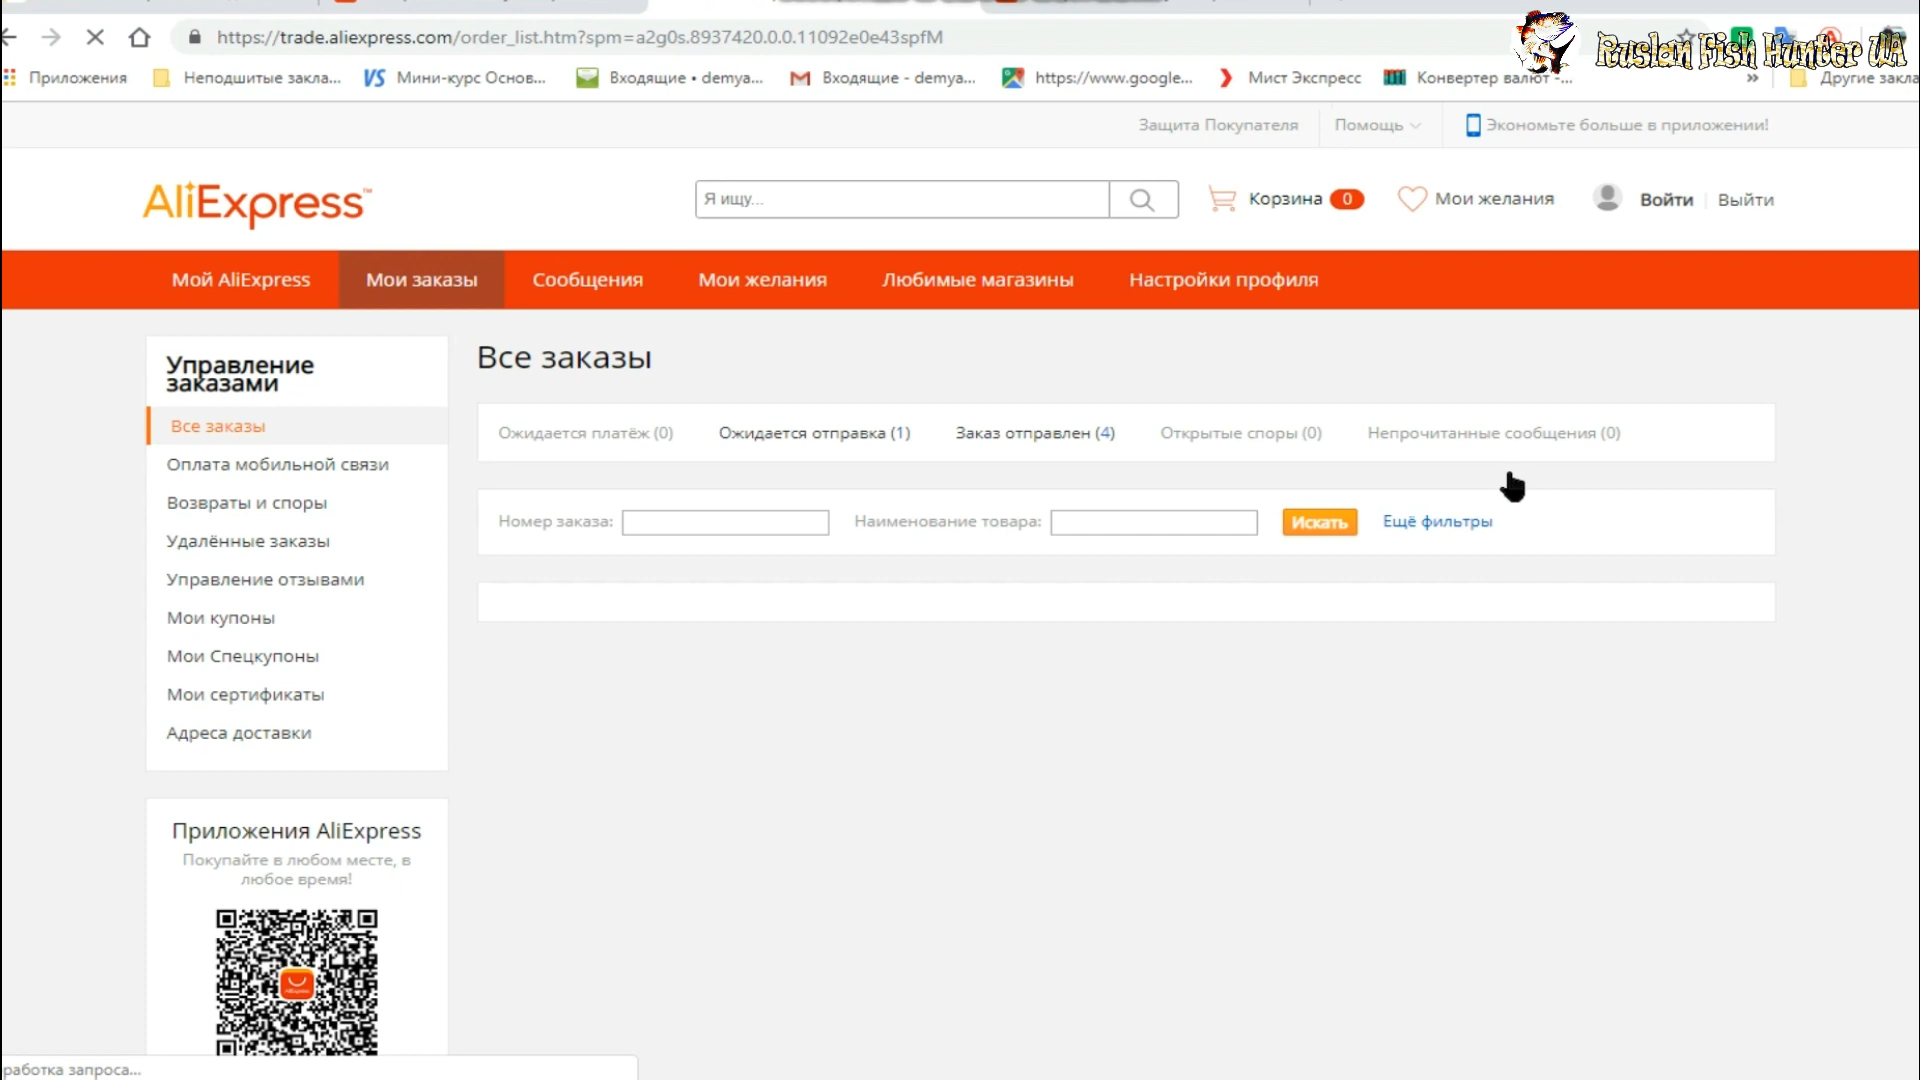 https://trade.aliexpress.com/order_list.htm?spm=a2g0s.8937420.0.0.11092e0e43spfM
Ruslan Fish Hunter UA
Приложения
Неподшитые закла...
VS Мини-курс Основ...
Входящие • demya...
Входящие - demya...
https://www.google...
Мист Экспресс
Конвертер валют -...
»
Другие закла
Защита Покупателя
Помощь
Экономьте больше в приложении!
AliExpress™
Я ищу...
Корзина 0
Мои желания
Войти | Выйти
Мой AliExpress
Мои заказы
Сообщения
Мои желания
Любимые магазины
Настройки профиля
Управление
заказами
Все заказы
Оплата мобильной связи
Возвраты и споры
Удалённые заказы
Управление отзывами
Мои купоны
Мои Спецкупоны
Мои сертификаты
Адреса доставки
Все заказы
Ожидается платёж (0)
Ожидается отправка (1)
Заказ отправлен (4)
Открытые споры (0)
Непрочитанные сообщения (0)
Номер заказа:
Наименование товара:
Искать
Ещё фильтры
Приложения AliExpress
Покупайте в любом месте, в
любое время!
работка запроса...